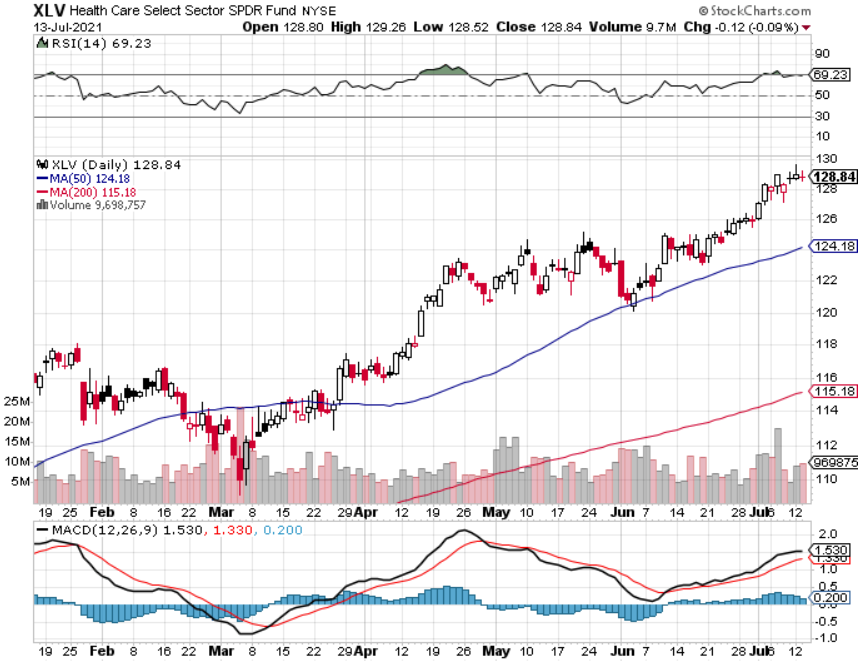 XLV Health Care Select Sector SPDR Fund NYSE
© StockCharts.com
13-Jul-2021
Open 128.80 High 129.26 Low 128.52 Close 128.84 Volume 9.7M Chg -0.12 (-0.09%)
RSI(14) 69.23
90
69.23
50
30
10
XLV (Daily) 128.84
MA(50) 124.18
MA(200) 115.18
Volume 9,698,757
130
128.84
128
126
124.18
122
120
118
116
115.18
114
112
110
25M
20M
15M
10M
5M
969875
19 25 Feb 8 16 22 Mar 8 15 22 29 Apr 12 19 26 May 10 17 24 Jun 7 14 21 28 Jul 6 12
MACD(12,26,9) 1.530, 1.330, 0.200
2.0
1.530
1.330
1.0
0.5
0.200
0.0
-0.5
-1.0
19 25 Feb 8 16 22 Mar 8 15 22 29 Apr 12 19 26 May 10 17 24 Jun 7 14 21 28 Jul 6 12